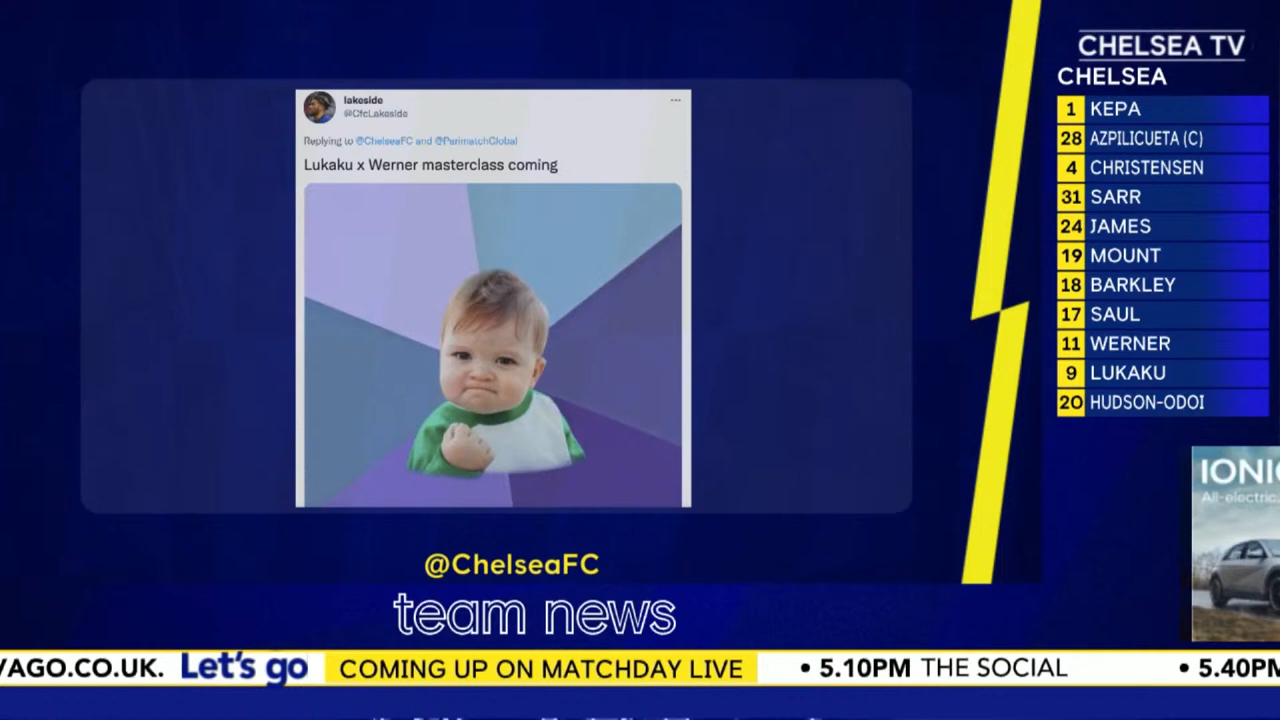 lakeside
@CfcLakeside
Replying to @ChelseaFC and @ParimatchGlobal
Lukaku x Werner masterclass coming
@ChelseaFC
team news
CHELSEA TV
CHELSEA
1 KEPA
28 AZPILICUETA (C)
4 CHRISTENSEN
31 SARR
24 JAMES
19 MOUNT
18 BARKLEY
17 SAUL
11 WERNER
9 LUKAKU
20 HUDSON-ODOI
IONI
All-electric.
VAGO.CO.UK. Let's go COMING UP ON MATCHDAY LIVE • 5.10PM THE SOCIAL • 5.40PM